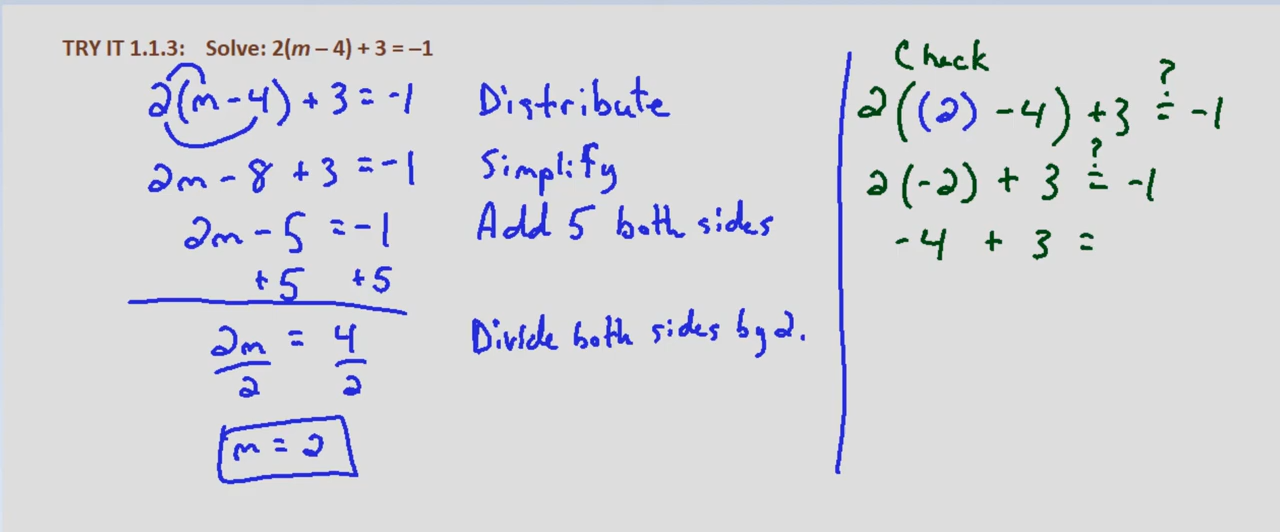 TRY IT 1.1.3: Solve: 2(m – 4) + 3 = –1
2(m - 4) + 3 = -1 Distribute
2m - 8 + 3 = -1 Simplify
2m - 5 = -1 Add 5 both sides
+5 +5
2m = 4 Divide both sides by 2.
2 2
m = 2
Check
?
2((2) - 4) + 3 = -1
?
2(-2) + 3 = -1
-4 + 3 =